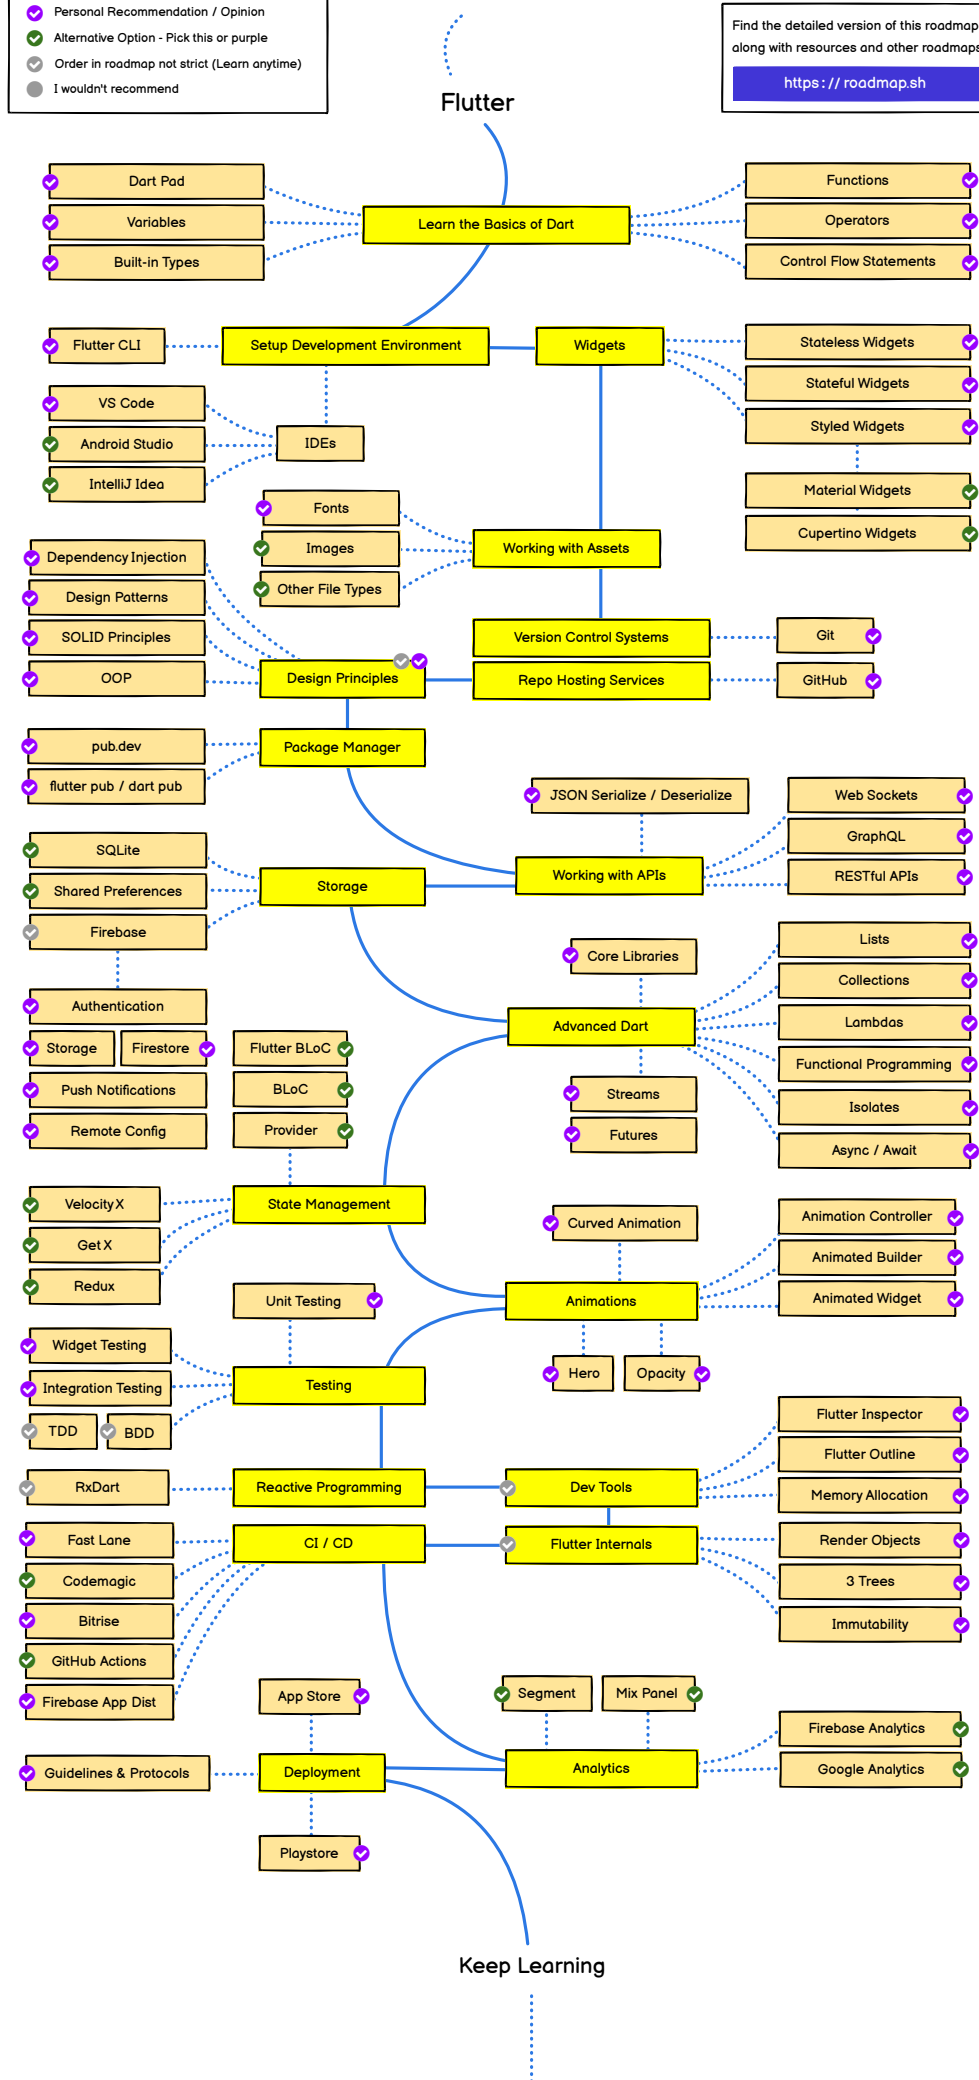 Personal Recommendation / Opinion
Alternative Option - Pick this or purple
Order in roadmap not strict (Learn anytime)
I wouldn't recommend
Find the detailed version of this roadmap
along with resources and other roadmaps
https://roadmap.sh
Flutter
Dart Pad
Variables
Built-in Types
Learn the Basics of Dart
Functions
Operators
Control Flow Statements
Flutter CLI
Setup Development Environment
Widgets
Stateless Widgets
Stateful Widgets
Styled Widgets
Material Widgets
Cupertino Widgets
VS Code
Android Studio
IntelliJ Idea
IDEs
Fonts
Images
Other File Types
Working with Assets
Dependency Injection
Design Patterns
SOLID Principles
OOP
Design Principles
Version Control Systems
Git
Repo Hosting Services
GitHub
pub.dev
flutter pub / dart pub
Package Manager
JSON Serialize / Deserialize
Working with APIs
Web Sockets
GraphQL
RESTful APIs
SQLite
Shared Preferences
Firebase
Storage
Authentication
Storage
Firestore
Push Notifications
Remote Config
Core Libraries
Advanced Dart
Streams
Futures
Lists
Collections
Lambdas
Functional Programming
Isolates
Async / Await
Flutter BLoC
BLoC
Provider
State Management
VelocityX
GetX
Redux
Curved Animation
Animations
Hero
Opacity
Animation Controller
Animated Builder
Animated Widget
Unit Testing
Widget Testing
Integration Testing
TDD
BDD
Testing
RxDart
Reactive Programming
Dev Tools
Flutter Inspector
Flutter Outline
Memory Allocation
Fast Lane
Codemagic
Bitrise
GitHub Actions
Firebase App Dist
CI / CD
Flutter Internals
Render Objects
3 Trees
Immutability
App Store
Guidelines & Protocols
Deployment
Playstore
Segment
Mix Panel
Analytics
Firebase Analytics
Google Analytics
Keep Learning